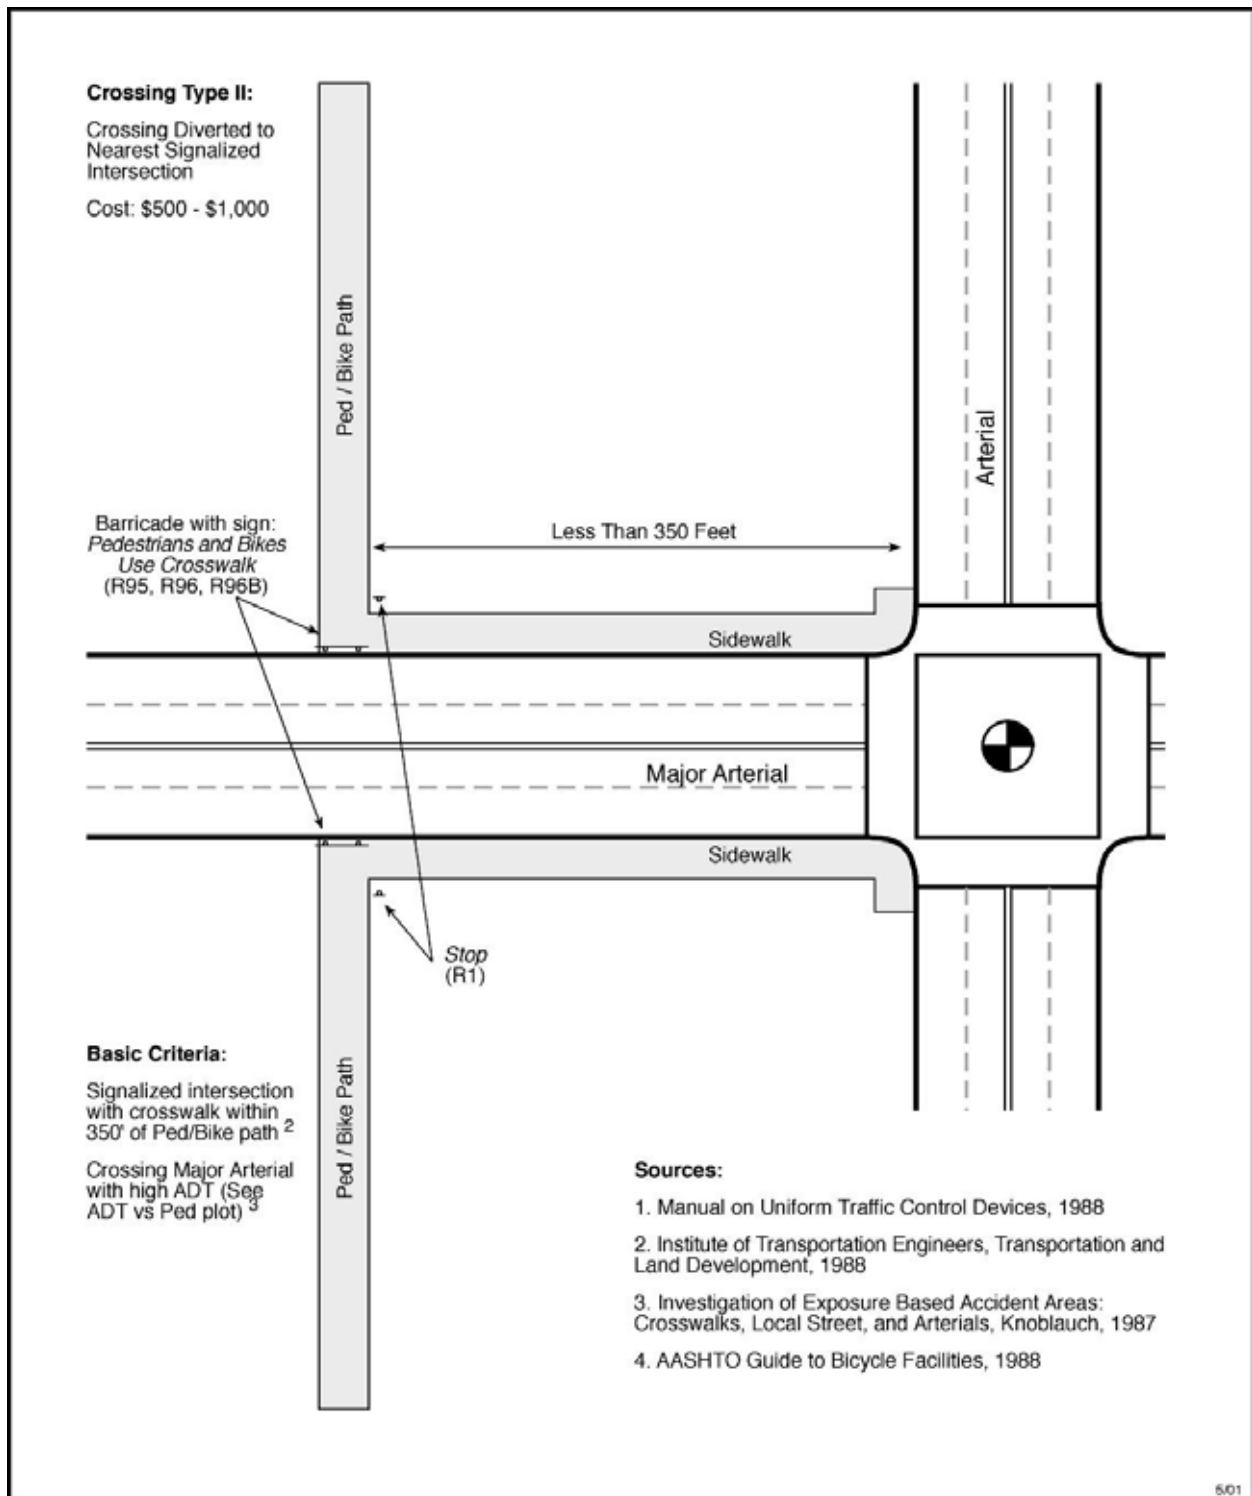 Crossing Type II:
Crossing Diverted to
Nearest Signalized
Intersection
Cost: $500 - $1,000
Ped / Bike Path
Arterial
Barricade with sign:
Pedestrians and Bikes
Use Crosswalk
(R95, R96, R96B)
Less Than 350 Feet
Sidewalk
Major Arterial
Sidewalk
Stop
(R1)
Basic Criteria:
Signalized intersection
with crosswalk within
350' of Ped/Bike path 2
Crossing Major Arterial
with high ADT (See
ADT vs Ped plot) 3
Ped / Bike Path
Sources:
1. Manual on Uniform Traffic Control Devices, 1988
2. Institute of Transportation Engineers, Transportation and
Land Development, 1988
3. Investigation of Exposure Based Accident Areas:
Crosswalks, Local Street, and Arterials, Knoblauch, 1987
4. AASHTO Guide to Bicycle Facilities, 1988